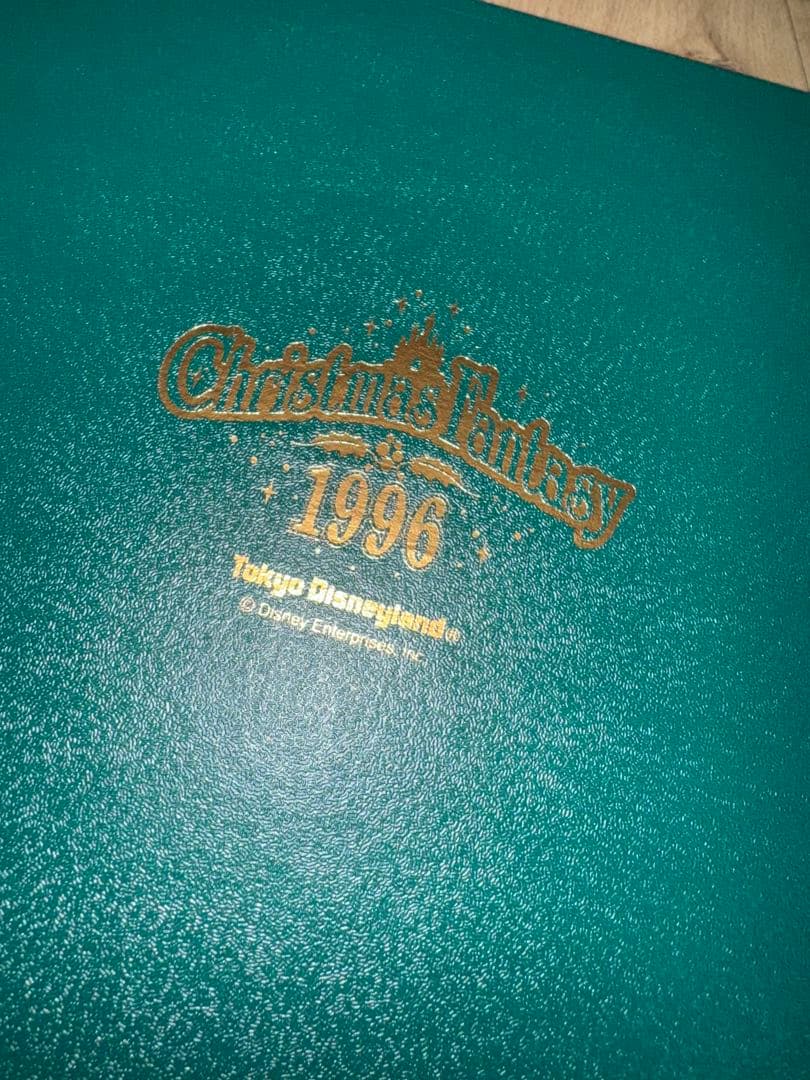 Christmas Fantasy
1996
Tokyo Disneyland®
© Disney Enterprises, Inc.